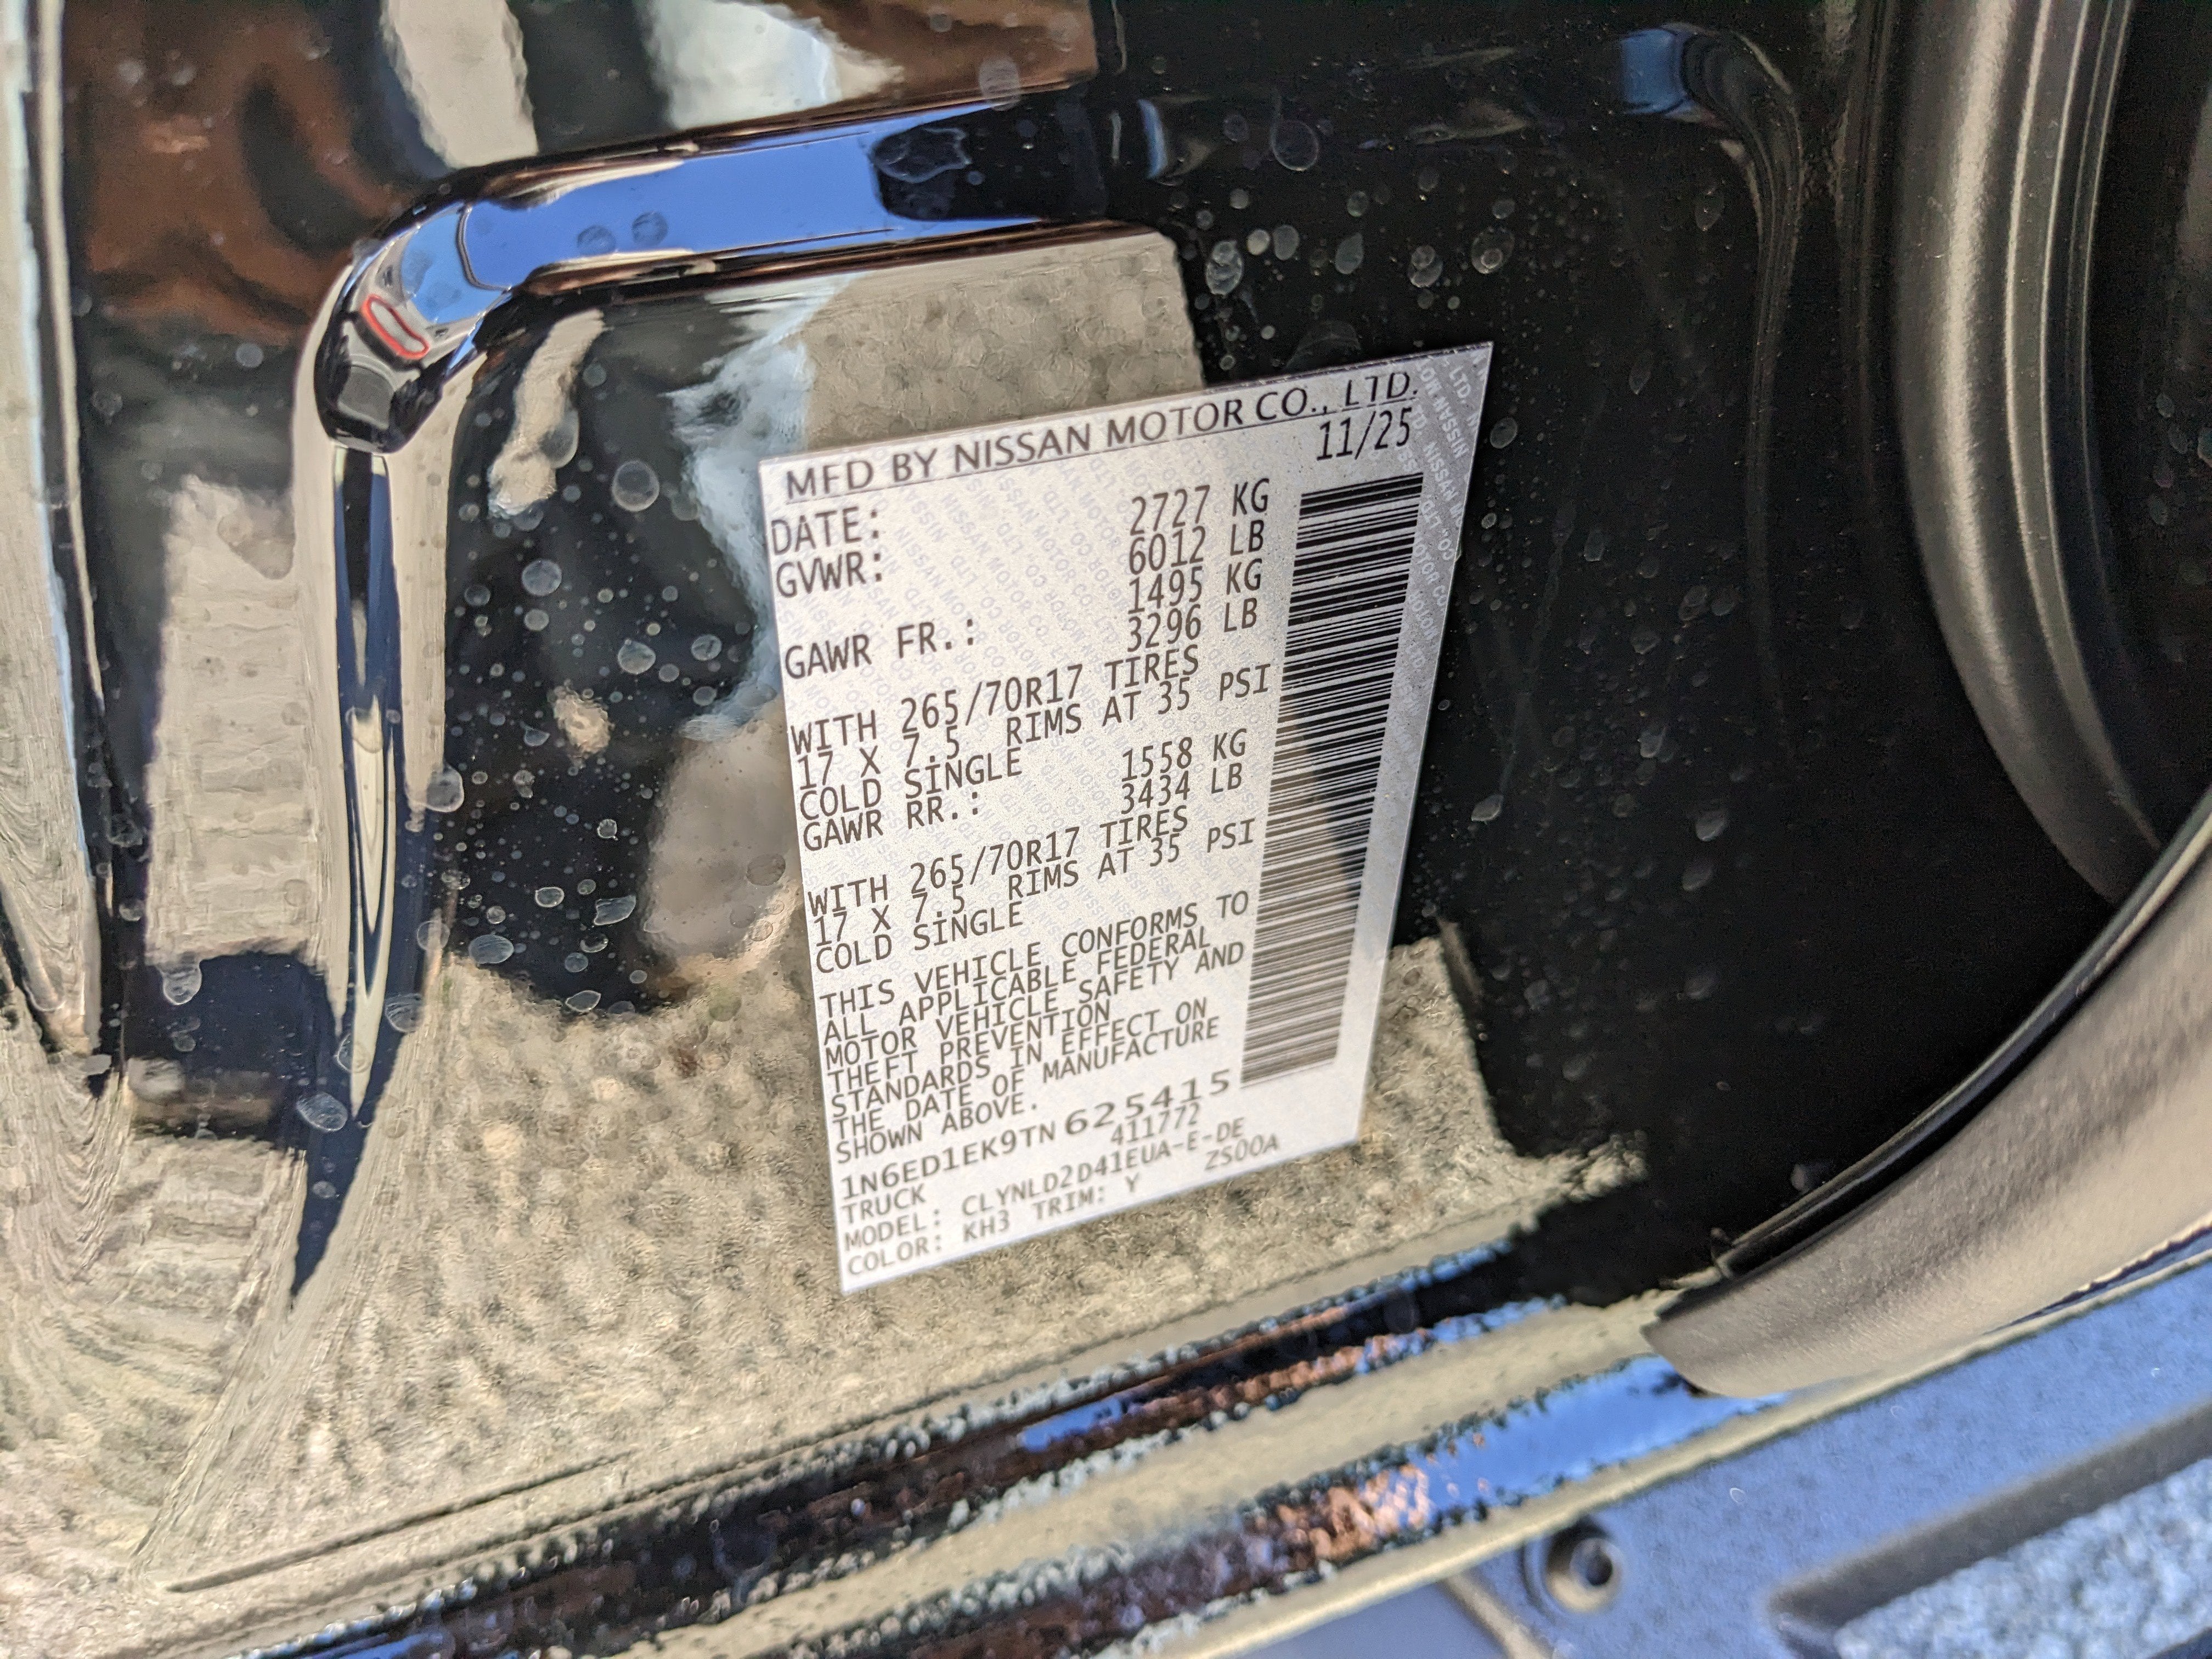 MFD BY NISSAN MOTOR CO., LTD.
DATE: 11/25
GVWR: 2727 KG
6012 LB
GAWR FR.: 1495 KG
3296 LB
WITH 265/70R17 TIRES
17 X 7.5 RIMS AT 35 PSI
COLD SINGLE
GAWR RR.: 1558 KG
3434 LB
WITH 265/70R17 TIRES
17 X 7.5 RIMS AT 35 PSI
COLD SINGLE
THIS VEHICLE CONFORMS TO
ALL APPLICABLE FEDERAL
MOTOR VEHICLE SAFETY AND
THEFT PREVENTION
STANDARDS IN EFFECT ON
THE DATE OF MANUFACTURE
SHOWN ABOVE.
1N6ED1EK9TN625415
TRUCK 411772
MODEL: CLYNLD2D41EUA-E-DE
COLOR: KH3 TRIM: Y ZS00A